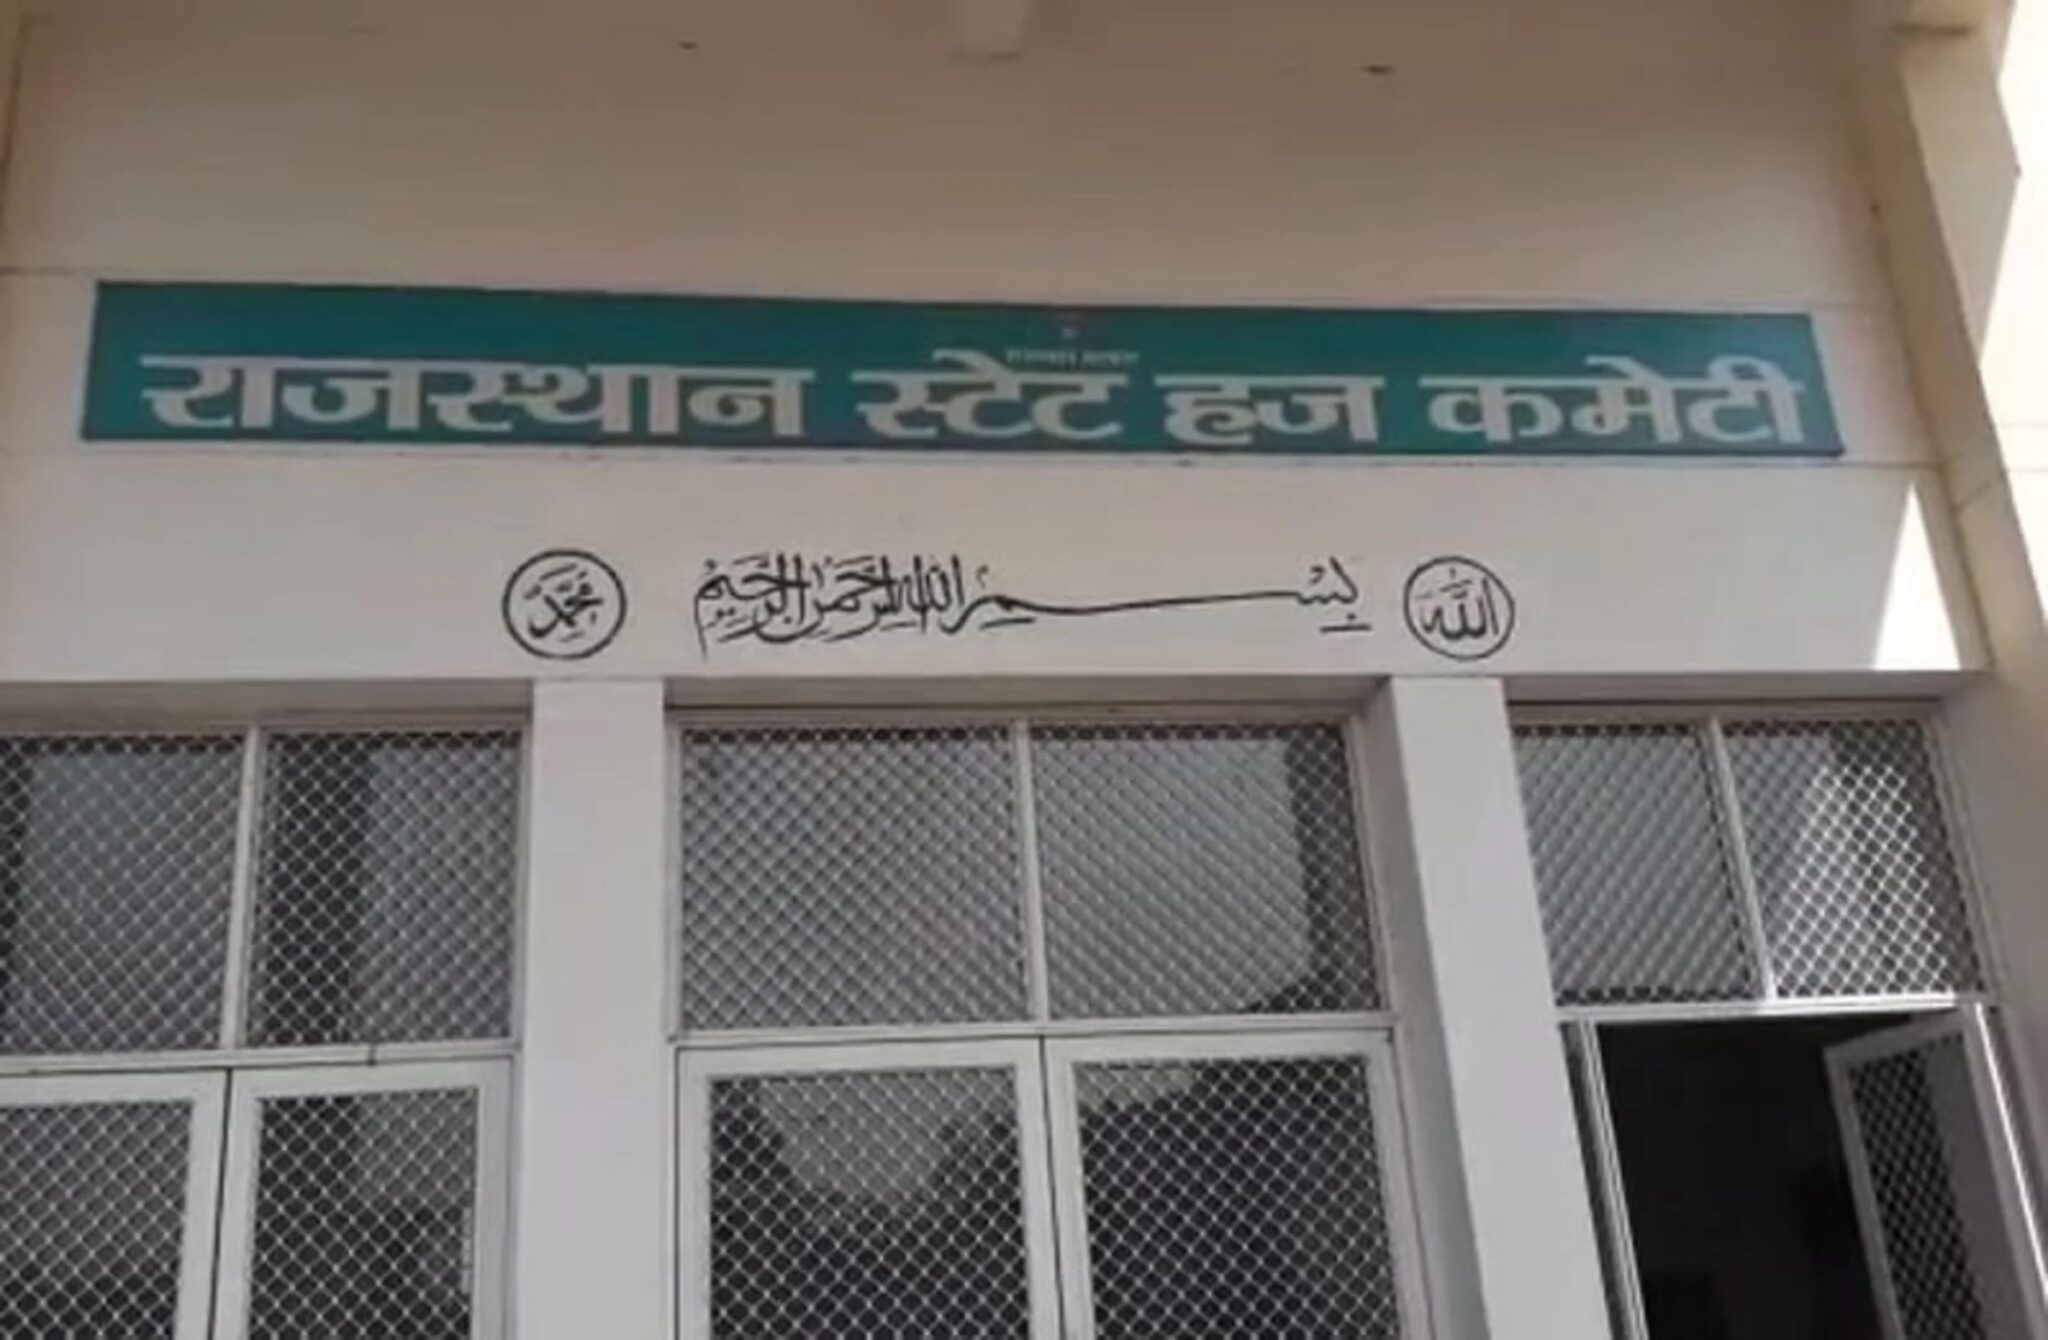 राजस्थान स्टेट हज कमेटी
الله بسم الله الرحمن الرحيم محمد